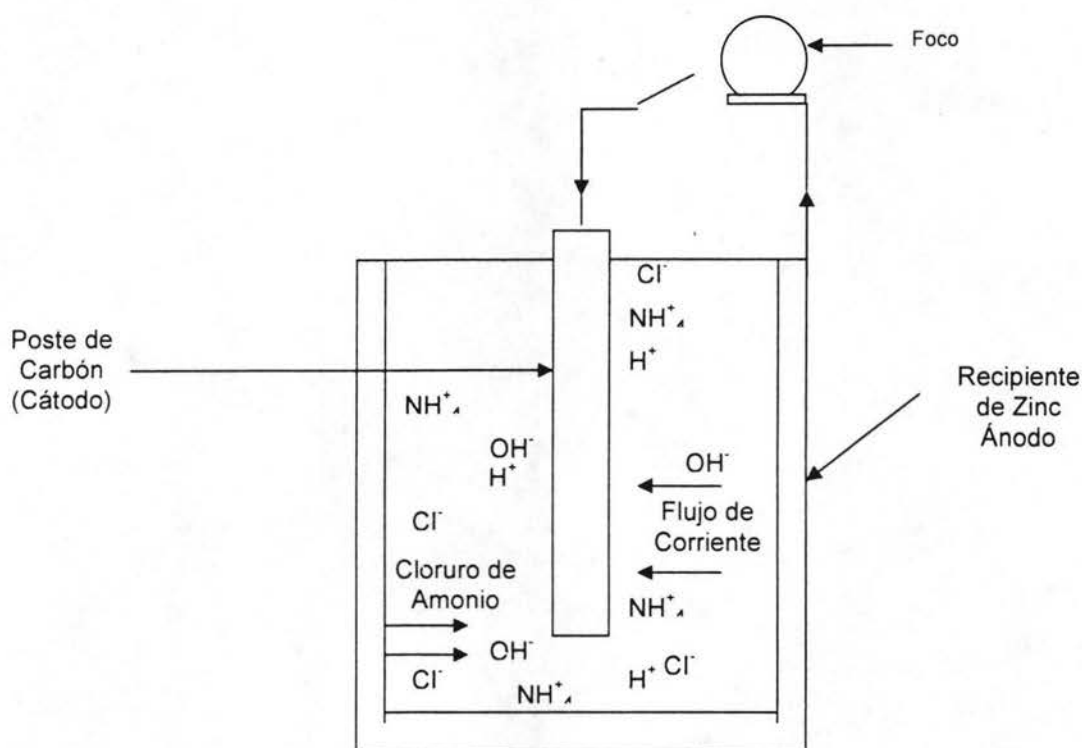 Foco
Cl⁻
NH⁺₄
H⁺
Poste de
Carbón
(Cátodo)
Recipiente
de Zinc
Ánodo
NH⁺₄
OH⁻
H⁺
OH⁻
Cl⁻
Flujo de
Corriente
Cloruro de
Amonio
NH⁺₄
OH⁻
Cl⁻
H⁺ Cl⁻
NH⁺₄